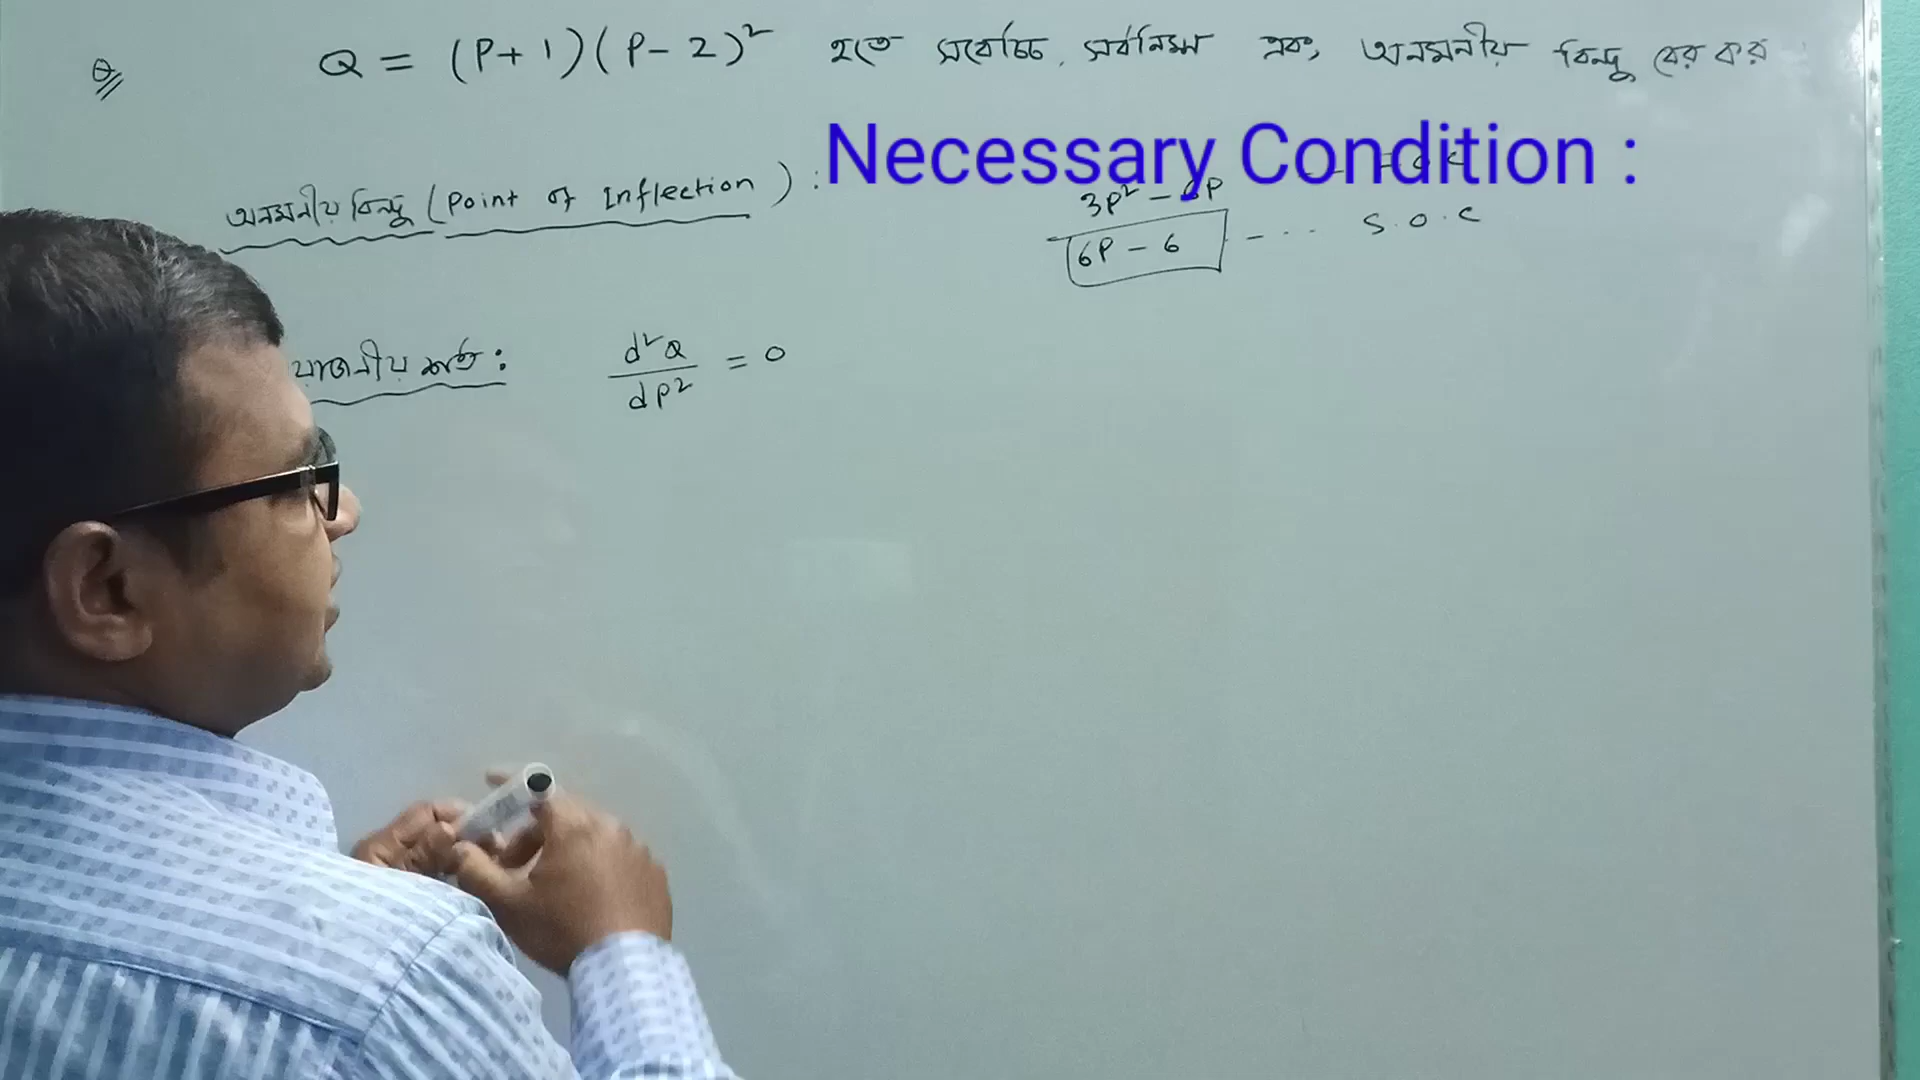 Q Q = (P+1)(P-2)² হতে সর্বোচ্চ, সর্বনিম্ন এবং অনমনীয় বিন্দু বের কর
Necessary Condition :
অনমনীয় বিন্দু (Point of Inflection) :
3P² - 6P
6P - 6 - ... S.O.C
য়োজনীয় শর্ত : d²Q/dP² = 0